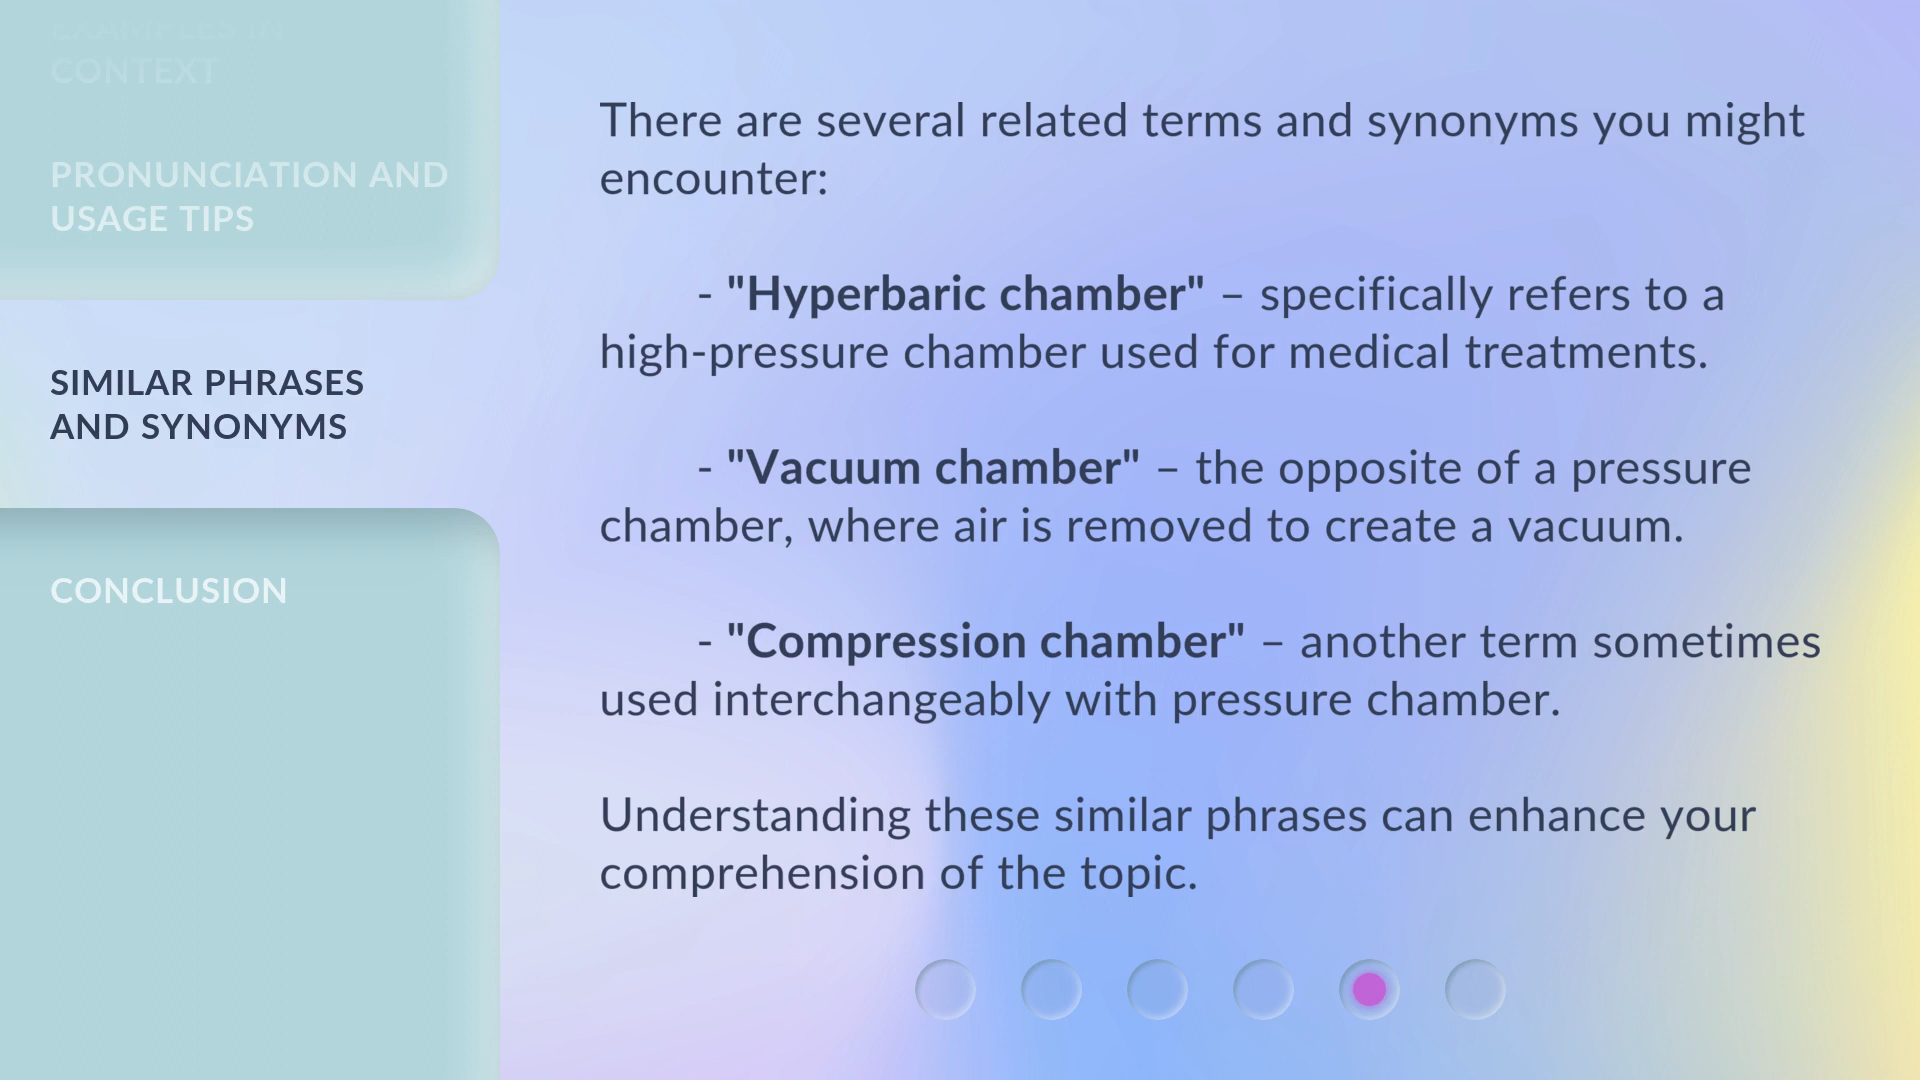 EXAMPLES IN
CONTEXT
PRONUNCIATION AND
USAGE TIPS
SIMILAR PHRASES
AND SYNONYMS
CONCLUSION
There are several related terms and synonyms you might
encounter:
- "Hyperbaric chamber" – specifically refers to a
high-pressure chamber used for medical treatments.
- "Vacuum chamber" – the opposite of a pressure
chamber, where air is removed to create a vacuum.
- "Compression chamber" – another term sometimes
used interchangeably with pressure chamber.
Understanding these similar phrases can enhance your
comprehension of the topic.